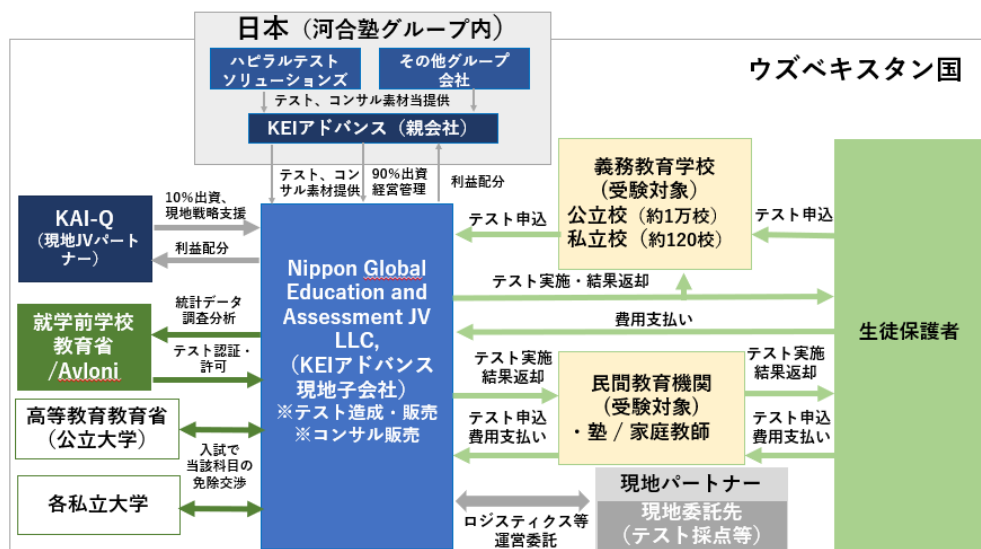 日本（河合塾グループ内）
ハピラルテスト
ソリューションズ
その他グループ
会社
テスト、コンサル素材当提供
KEIアドバンス（親会社）
ウズベキスタン国
テスト、コン
サル素材提供
90%出資
経営管理
利益配分
KAI-Q
（現地JVパー
トナー）
10%出資、
現地戦略支援
利益配分
就学前学校
教育省
/Avloni
統計データ
調査分析
テスト認証・
許可
高等教育教育省
（公立大学）
各私立大学
入試で
当該科目の
免除交渉
Nippon Global
Education and
Assessment JV
LLC,
（KEIアドバンス
現地子会社）
※テスト造成・販売
※コンサル販売
テスト申込
義務教育学校
(受験対象）
公立校（約1万校）
私立校（約120校）
テスト申込
テスト実施・結果返却
費用支払い
テスト実施
結果返却
テスト申込
費用支払い
民間教育機関
(受験対象）
・塾 / 家庭教師
テスト実施
結果返却
テスト申込
費用支払い
生徒保護者
ロジスティクス等
運営委託
現地パートナー
現地委託先
（テスト採点等）